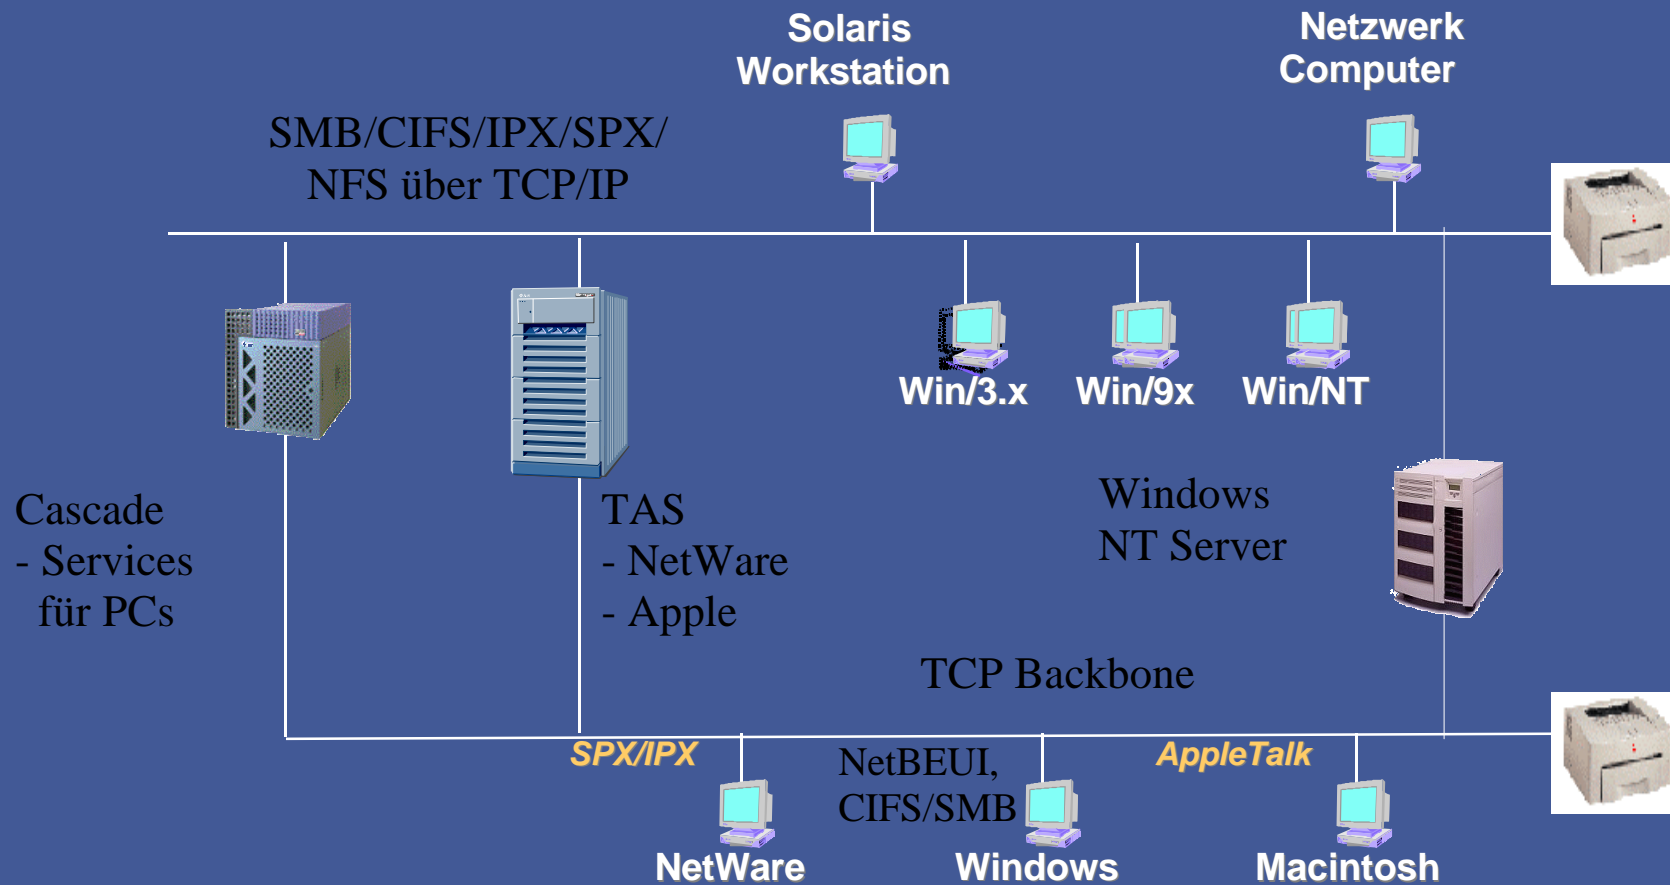 Solaris
Workstation
Netzwerk
Computer
SMB/CIFS/IPX/SPX/
NFS über TCP/IP
Win/3.x
Win/9x
Win/NT
Cascade
- Services
für PCs
TAS
- NetWare
- Apple
Windows
NT Server
TCP Backbone
SPX/IPX
NetBEUI,
CIFS/SMB
AppleTalk
NetWare
Windows
Macintosh